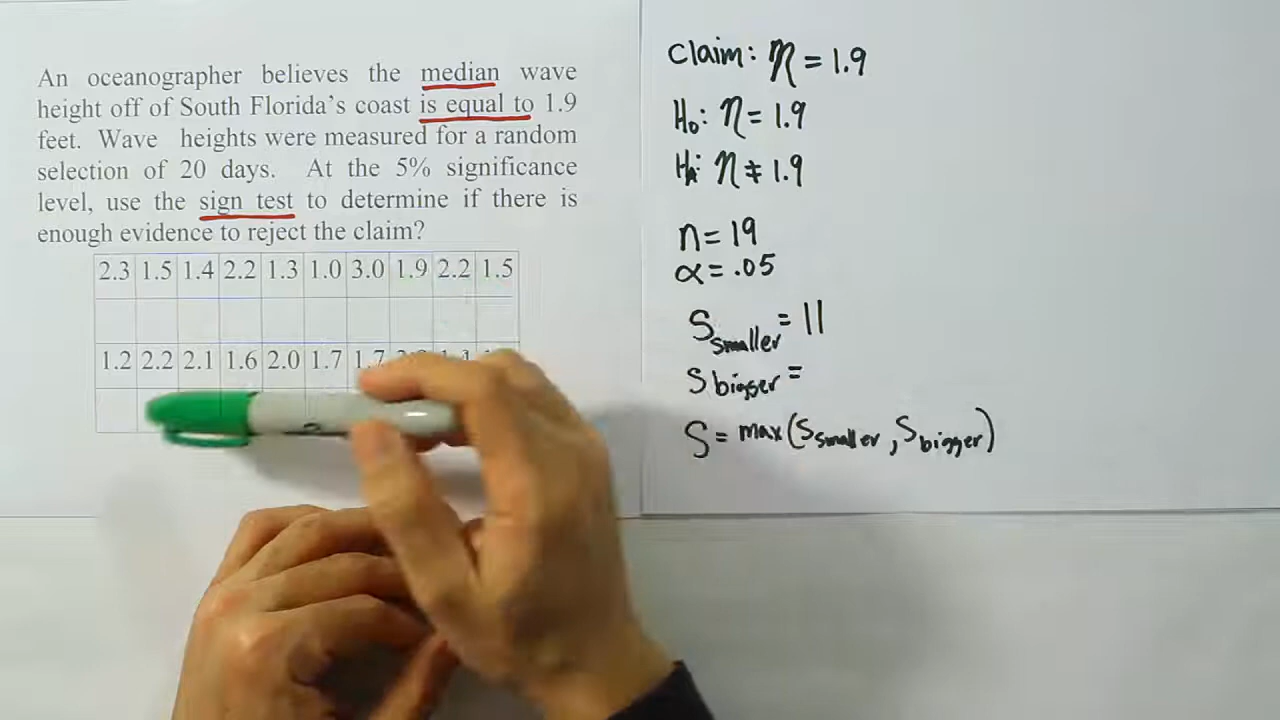 An oceanographer believes the median wave
height off of South Florida's coast is equal to 1.9
feet. Wave heights were measured for a random
selection of 20 days. At the 5% significance
level, use the sign test to determine if there is
enough evidence to reject the claim?
2.3 1.5 1.4 2.2 1.3 1.0 3.0 1.9 2.2 1.5
1.2 2.2 2.1 1.6 2.0 1.7 1.7
Claim: η = 1.9
H₀: η = 1.9
Hₐ: η ≠ 1.9
n = 19
α = .05
S smaller = 11
S bigger =
S = max(S smaller, S bigger)